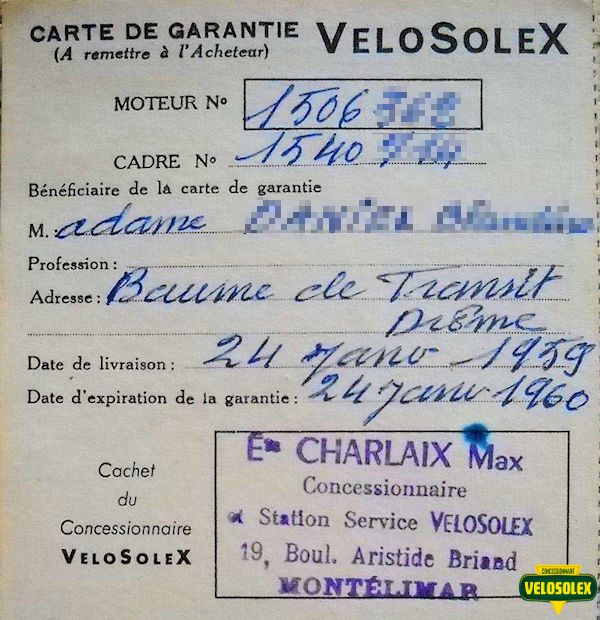 CARTE DE GARANTIE VELOSOLEX
(A remettre à l'Acheteur)
MOTEUR No 1506
CADRE No 1540
Bénéficiaire de la carte de garantie
M. adame
Profession :
Adresse : Baume de Transit
Drôme
Date de livraison : 24 Janv 1959
Date d'expiration de la garantie : 24 Janv 1960
Cachet
du
Concessionnaire
VELOSOLEX
Ets CHARLAIX Max
Concessionnaire
et Station Service VELOSOLEX
19, Boul. Aristide Briand
MONTÉLIMAR
CONCESSIONNAIRE
VELOSOLEX